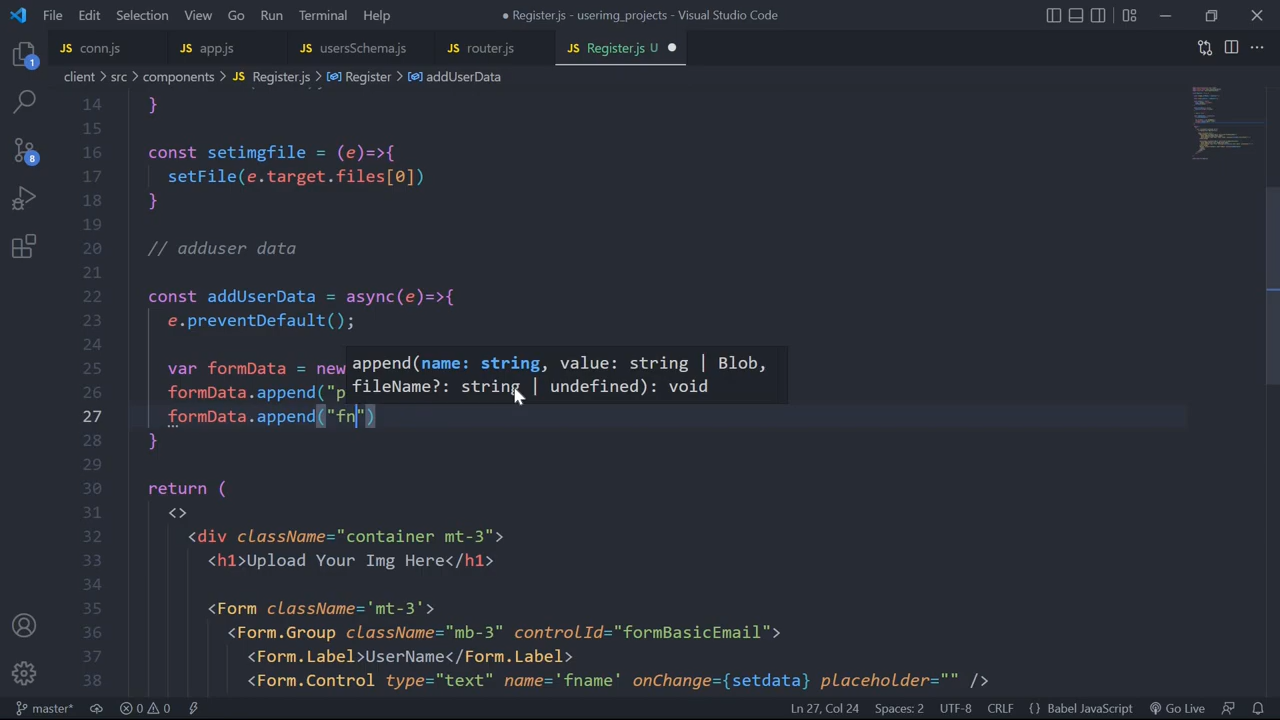 File Edit Selection View Go Run Terminal Help
● Register.js - userimg_projects - Visual Studio Code
JS conn.js JS app.js JS usersSchema.js JS router.js JS Register.js U ●
client > src > components > JS Register.js > Register > addUserData
14 }
15
16 const setimgfile = (e)=>{
17 setFile(e.target.files[0])
18 }
19
20 // adduser data
21
22 const addUserData = async(e)=>{
23 e.preventDefault();
24
append(name: string, value: string | Blob,
fileName?: string | undefined): void
25 var formData = new
26 formData.append("p
27 formData.append("fn")
28 }
29
30 return (
31 <>
32 <div className="container mt-3">
33 <h1>Upload Your Img Here</h1>
34
35 <Form className='mt-3'>
36 <Form.Group className="mb-3" controlId="formBasicEmail">
37 <Form.Label>UserName</Form.Label>
38 <Form.Control type="text" name='fname' onChange={setdata} placeholder="" />
1
8
master* 0 0 Ln 27, Col 24 Spaces: 2 UTF-8 CRLF {} Babel JavaScript Go Live